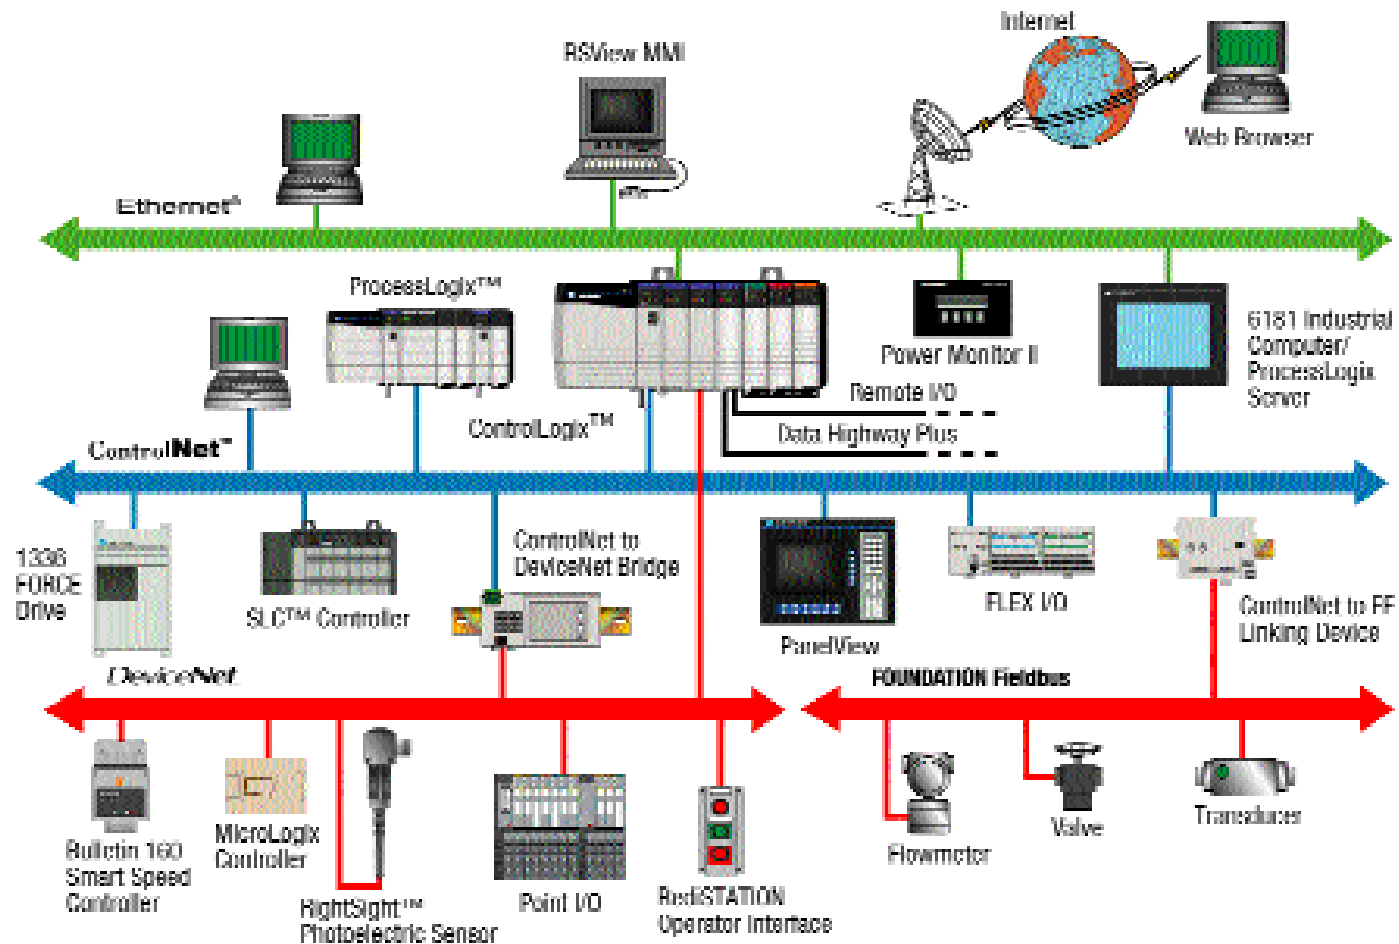 Internet
RSView MMI
Web Browser
Ethernet
ProcessLogix™
6181 Industrial
Computer/
ProcessLogix
Server
Power Monitor II
Remote I/O
ControlLogix™
Data Highway Plus
ControlNet™
1336
FORCE
Drive
ControlNet to
DeviceNet Bridge
SLC™ Controller
PanelView
FLEX I/O
ControlNet to FF
Linking Device
DeviceNet
FOUNDATION Fieldbus
Bulletin 160
Smart Speed
Controller
MicroLogix
Controller
RightSight™
Photoelectric Sensor
Point I/O
RediSTATION
Operator Interface
Flowmeter
Valve
Transducer